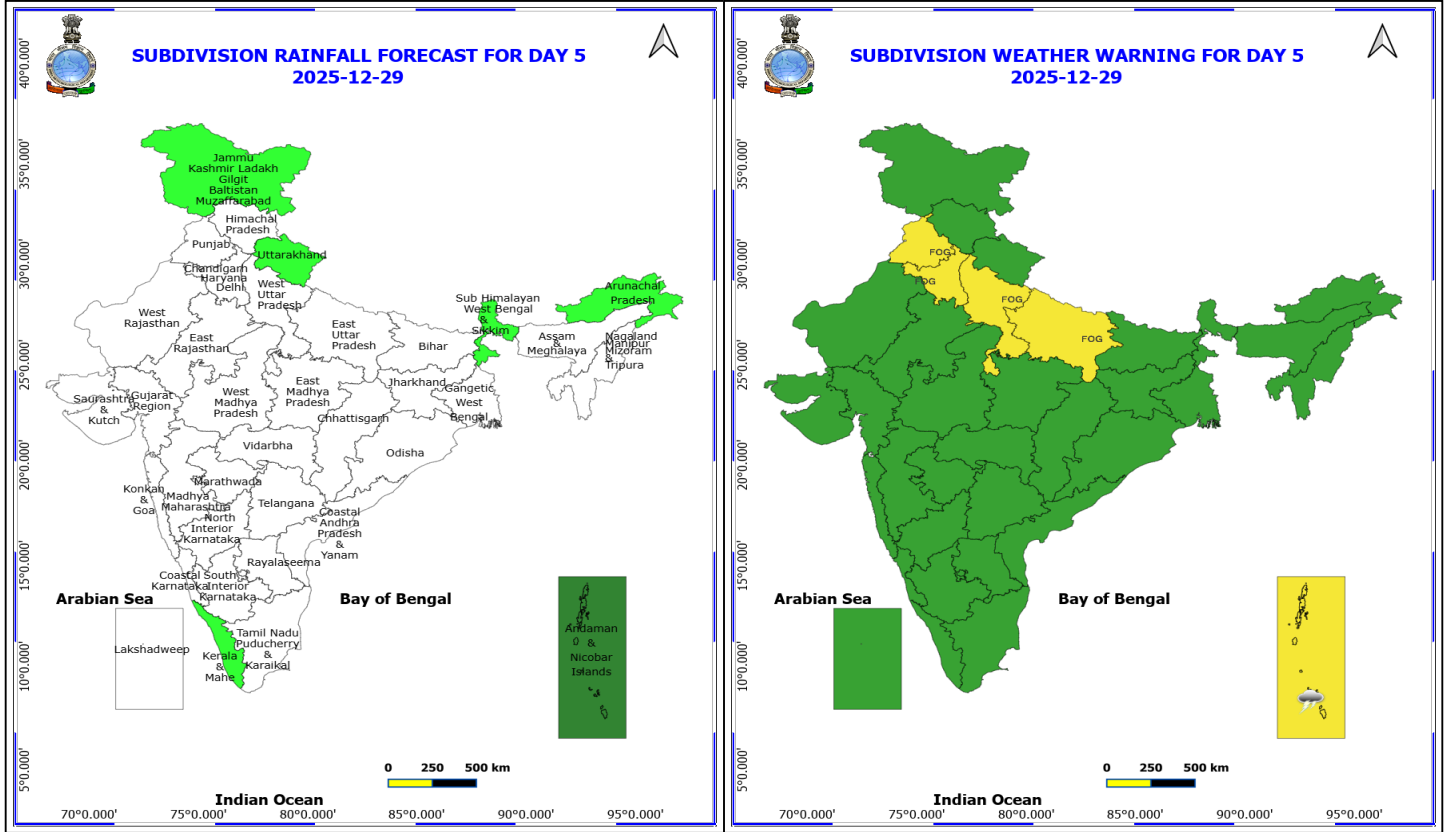 SUBDIVISION RAINFALL FORECAST FOR DAY 5
2025-12-29
40°0.000'
35°0.000'
30°0.000'
25°0.000'
20°0.000'
15°0.000'
10°0.000'
5°0.000'
Jammu
Kashmir Ladakh
Gilgit
Baltistan
Muzaffarabad
Himachal
Pradesh
Punjab
Uttarakhand
Chandigarh
Haryana
Delhi
West
Uttar
Pradesh
Arunachal
Pradesh
Sub Himalayan
West Bengal
&
Sikkim
West
Rajasthan
East
Rajasthan
East
Uttar
Pradesh
Bihar
Assam
&
Meghalaya
Nagaland
Manipur
Mizoram
&
Tripura
Saurashtra
&
Kutch
Gujarat
Region
West
Madhya
Pradesh
East
Madhya
Pradesh
Jharkhand
Gangetic
West
Bengal
Chhattisgarh
Vidarbha
Odisha
Konkan
&
Goa
Madhya
Maharashtra
Marathwada
Telangana
North
Interior
Karnataka
Coastal
Andhra
Pradesh
&
Yanam
Rayalaseema
Coastal
Karnataka
South
Interior
Karnataka
Arabian Sea
Bay of Bengal
Lakshadweep
Kerala
&
Mahe
Tamil Nadu
Puducherry
&
Karaikal
Andaman
&
Nicobar
Islands
0 250 500 km
Indian Ocean
70°0.000' 75°0.000' 80°0.000' 85°0.000' 90°0.000' 95°0.000'
SUBDIVISION WEATHER WARNING FOR DAY 5
2025-12-29
40°0.000'
35°0.000'
30°0.000'
25°0.000'
20°0.000'
15°0.000'
10°0.000'
5°0.000'
FOG
FOG
FOG
FOG
Arabian Sea
Bay of Bengal
0 250 500 km
Indian Ocean
70°0.000' 75°0.000' 80°0.000' 85°0.000' 90°0.000' 95°0.000'